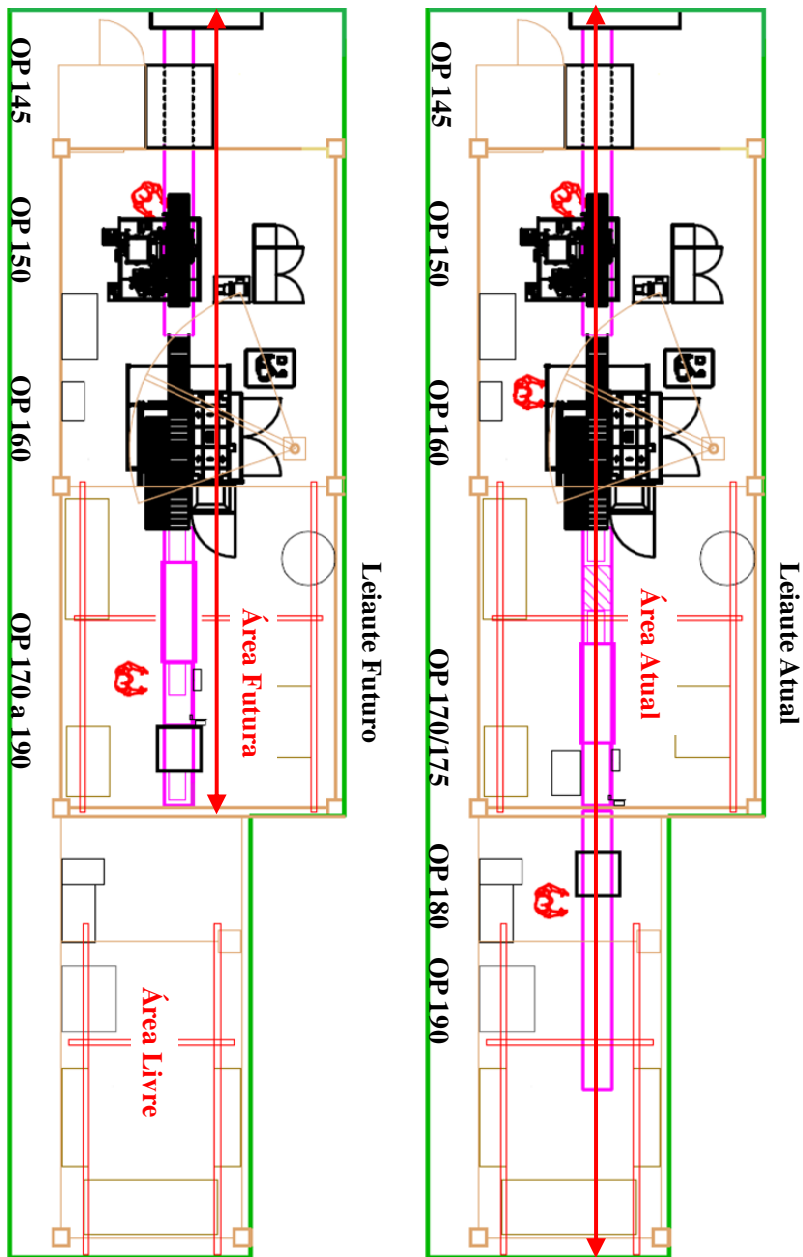 Leiaute Atual
Área Atual
OP 145
OP 150
OP 160
OP 170/175
OP 180
OP 190
Leiaute Futuro
Área Futura
Área Livre
OP 145
OP 150
OP 160
OP 170 a 190